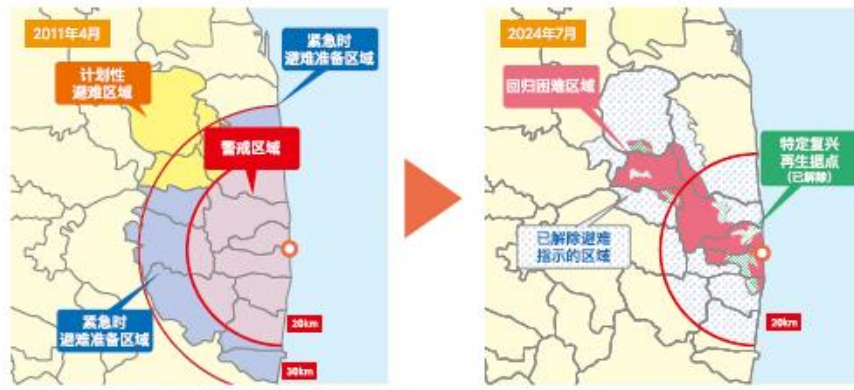 2011年4月
紧急时
避难准备区域
计划性
避难区域
警戒区域
紧急时
避难准备区域
20km
30km
2024年7月
回归困难区域
特定复兴
再生据点
(已解除)
已解除避难
指示的区域
20km